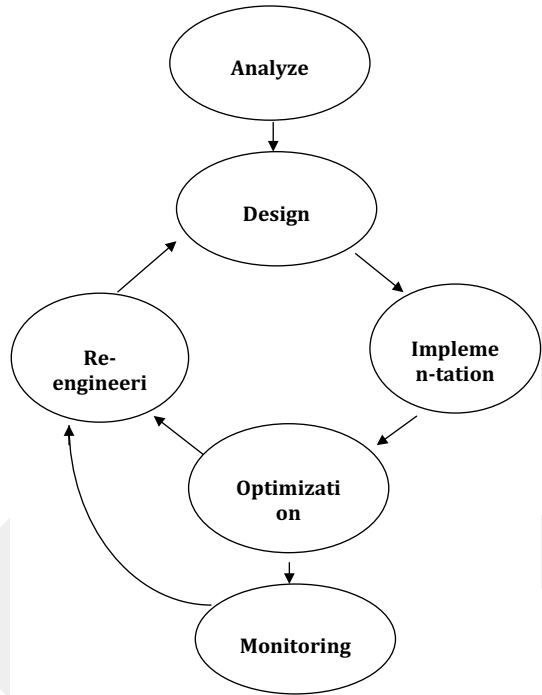 Analyze
Design
Impleme
n-tation
Re-
engineeri
Optimizati
on
Monitoring